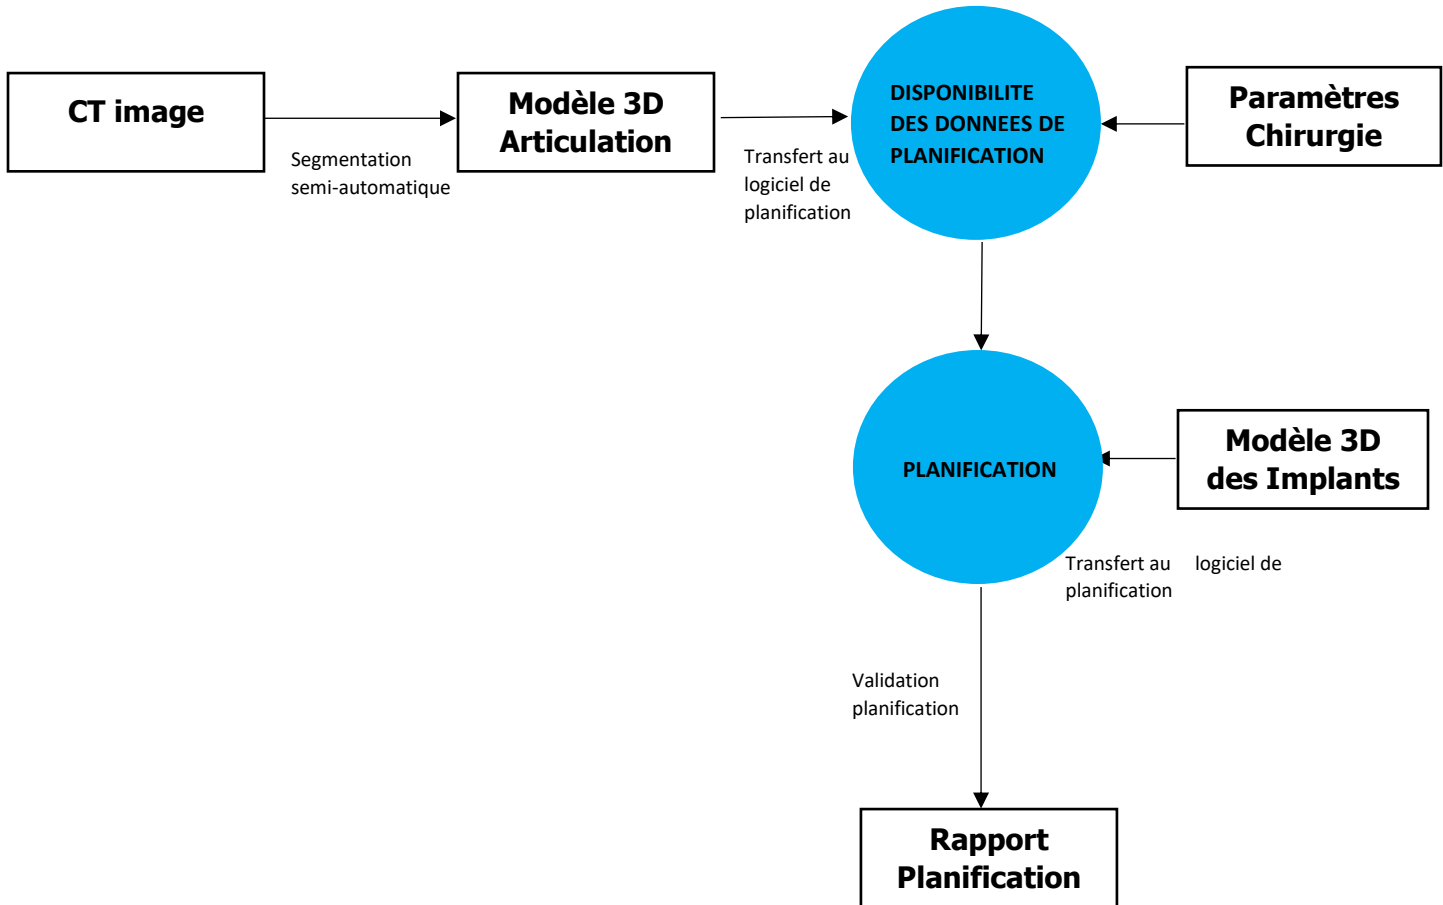 CT image
Segmentation
semi-automatique
Modèle 3D
Articulation
Transfert au
logiciel de
planification
DISPONIBILITE
DES DONNEES DE
PLANIFICATION
Paramètres
Chirurgie
PLANIFICATION
Modèle 3D
des Implants
Transfert au logiciel de
planification
Validation
planification
Rapport
Planification